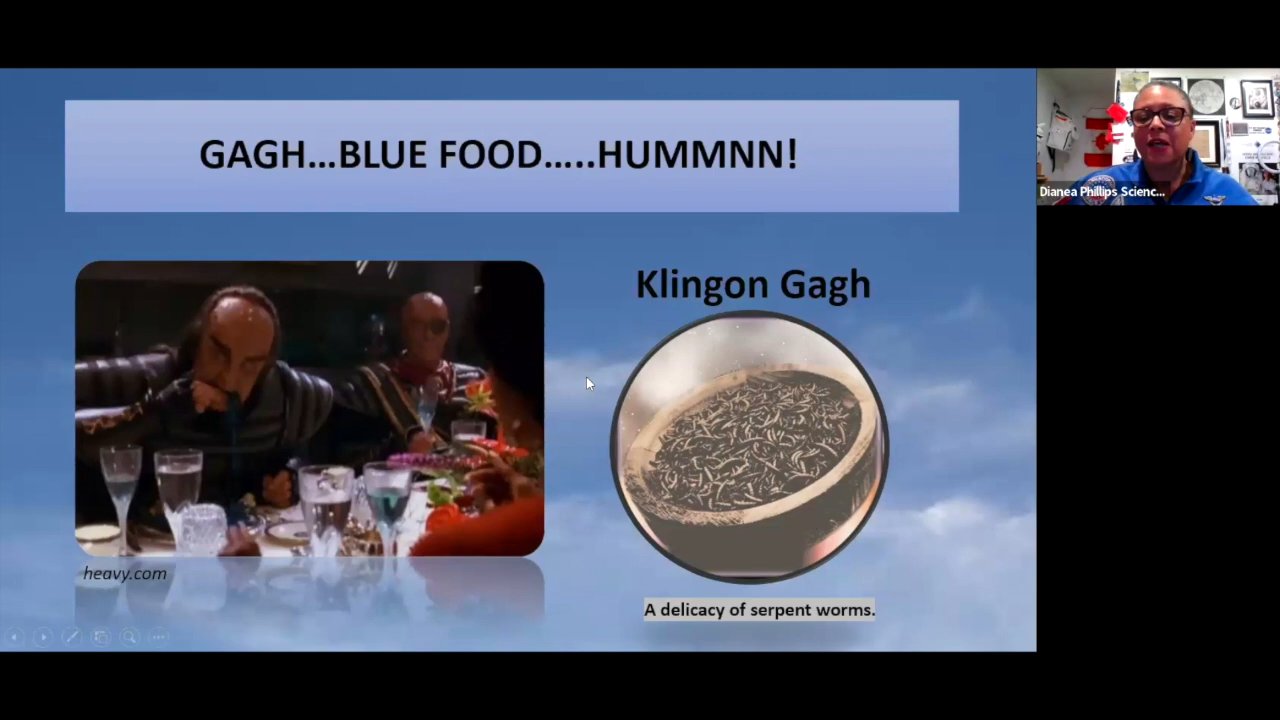 GAGH...BLUE FOOD.....HUMMNN!
Klingon Gagh
heavy.com
A delicacy of serpent worms.
Dianea Phillips Scienc...